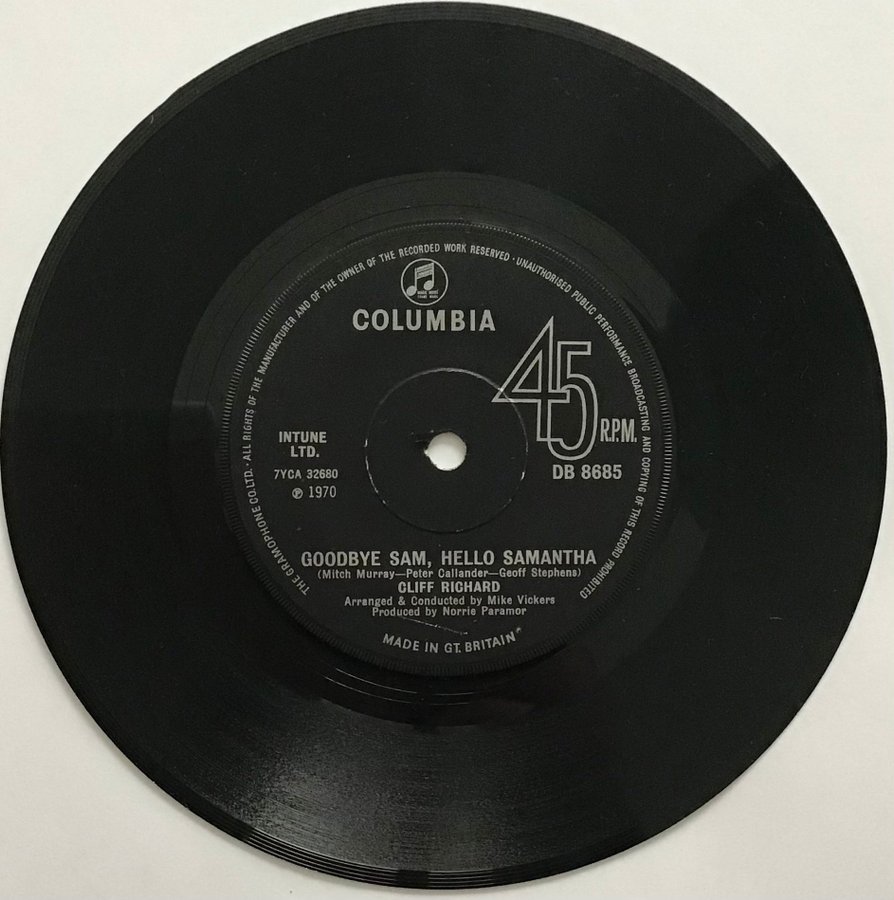 THE GRAMOPHONE CO. LTD. · ALL RIGHTS OF THE MANUFACTURER AND OF THE OWNER OF THE RECORDED WORK RESERVED · UNAUTHORISED PUBLIC PERFORMANCE BROADCASTING AND COPYING OF THIS RECORD PROHIBITED
COLUMBIA
45
R.P.M.
DB 8685
INTUNE
LTD.
7YCA 32680
℗ 1970
GOODBYE SAM, HELLO SAMANTHA
(Mitch Murray—Peter Callander—Geoff Stephens)
CLIFF RICHARD
Arranged & Conducted by Mike Vickers
Produced by Norrie Paramor
MADE IN GT. BRITAIN